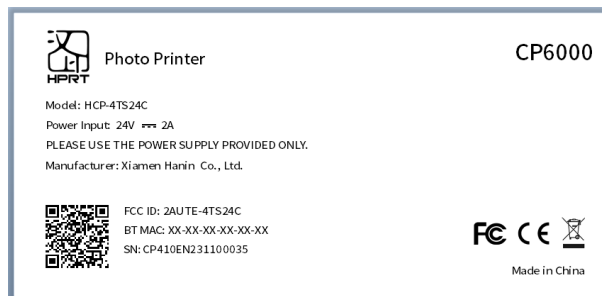 汉印
HPRT
Photo Printer
CP6000
Model: HCP-4TS24C
Power Input: 24V ⎓ 2A
PLEASE USE THE POWER SUPPLY PROVIDED ONLY.
Manufacturer: Xiamen Hanin Co., Ltd.
FCC ID: 2AUTE-4TS24C
BT MAC: XX-XX-XX-XX-XX-XX
SN: CP410EN231100035
FC CE
Made in China